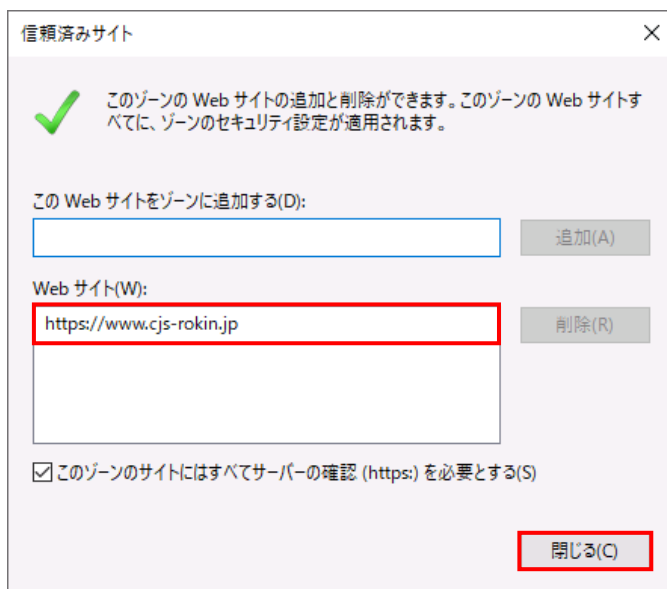 信頼済みサイト
このゾーンの Web サイトの追加と削除ができます。このゾーンの Web サイトす
べてに、ゾーンのセキュリティ設定が適用されます。
この Web サイトをゾーンに追加する(D):
追加(A)
Web サイト(W):
https://www.cjs-rokin.jp
削除(R)
このゾーンのサイトにはすべてサーバーの確認 (https:) を必要とする(S)
閉じる(C)